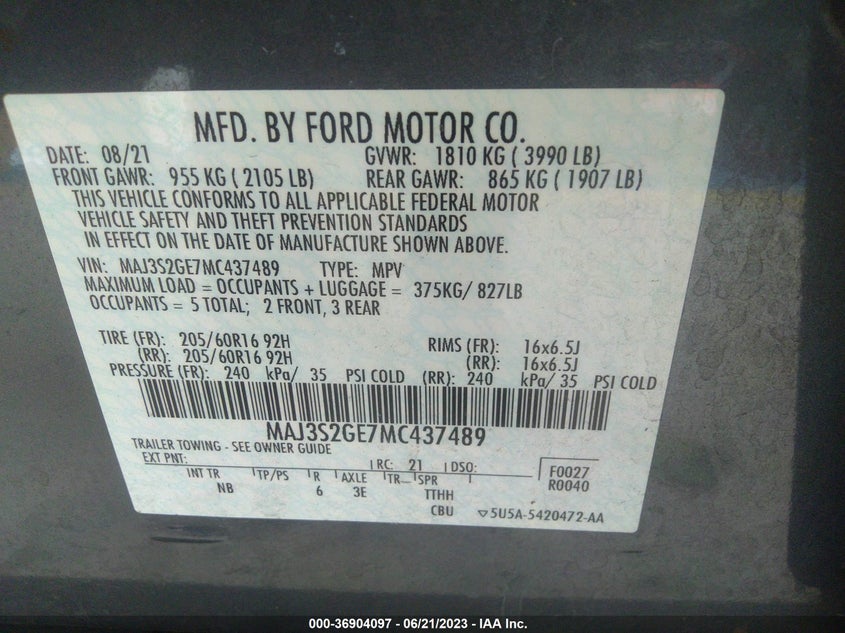 MFD. BY FORD MOTOR CO.
DATE: 08/21 GVWR: 1810 KG ( 3990 LB)
FRONT GAWR: 955 KG ( 2105 LB) REAR GAWR: 865 KG ( 1907 LB)
THIS VEHICLE CONFORMS TO ALL APPLICABLE FEDERAL MOTOR
VEHICLE SAFETY AND THEFT PREVENTION STANDARDS
IN EFFECT ON THE DATE OF MANUFACTURE SHOWN ABOVE.
VIN: MAJ3S2GE7MC437489 TYPE: MPV
MAXIMUM LOAD = OCCUPANTS + LUGGAGE = 375KG/ 827LB
OCCUPANTS = 5 TOTAL; 2 FRONT, 3 REAR
TIRE (FR): 205/60R16 92H RIMS (FR): 16x6.5J
(RR): 205/60R16 92H (RR): 16x6.5J
PRESSURE (FR): 240 kPa/ 35 PSI COLD (RR): 240 kPa/ 35 PSI COLD
MAJ3S2GE7MC437489
TRAILER TOWING - SEE OWNER GUIDE
EXT PNT: RC: 21 DSO: F0027
INT TR TP/PS R AXLE TR SPR R0040
NB 6 3E TTHH
CBU ▽5U5A-5420472-AA
000-36904097 - 06/21/2023 - IAA Inc.